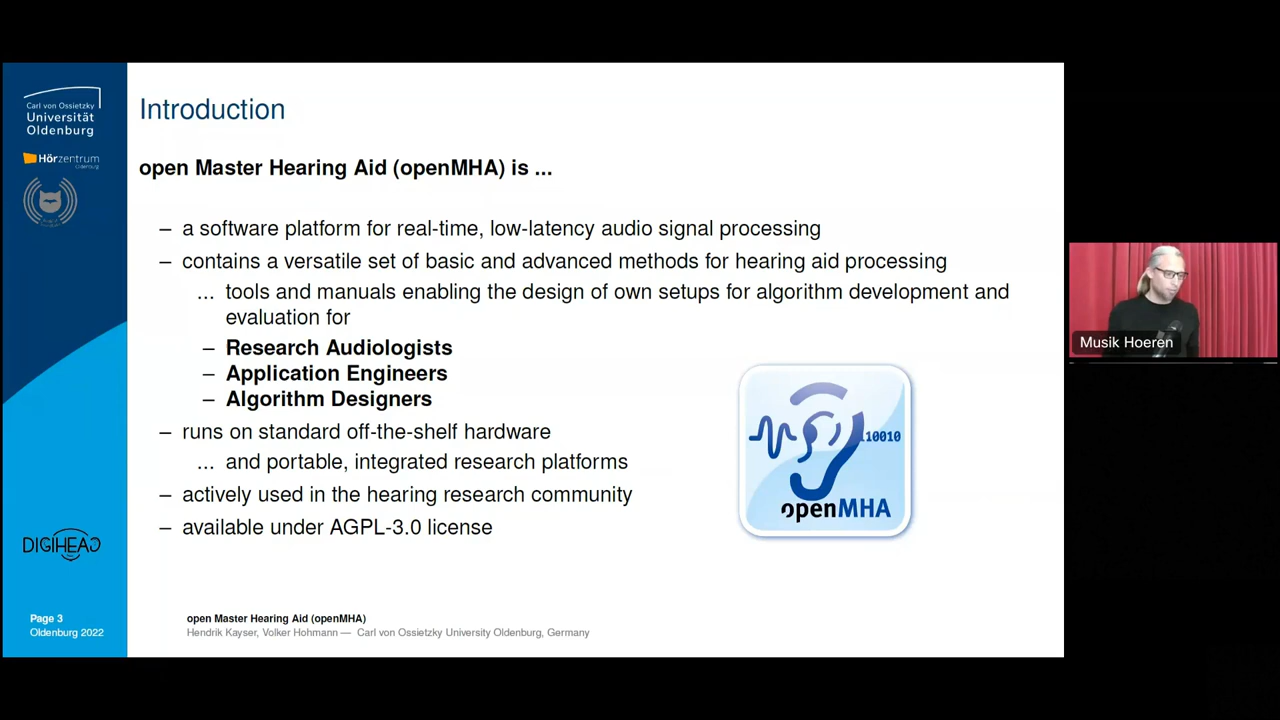 Carl von Ossietzky
Universität
Oldenburg
Hörzentrum
Oldenburg
Introduction
open Master Hearing Aid (openMHA) is ...
– a software platform for real-time, low-latency audio signal processing
– contains a versatile set of basic and advanced methods for hearing aid processing
... tools and manuals enabling the design of own setups for algorithm development and
evaluation for
– Research Audiologists
– Application Engineers
– Algorithm Designers
– runs on standard off-the-shelf hardware
... and portable, integrated research platforms
– actively used in the hearing research community
– available under AGPL-3.0 license
110010
openMHA
DIGIHEAD
Page 3
Oldenburg 2022
open Master Hearing Aid (openMHA)
Hendrik Kayser, Volker Hohmann — Carl von Ossietzky University Oldenburg, Germany
Musik Hoeren